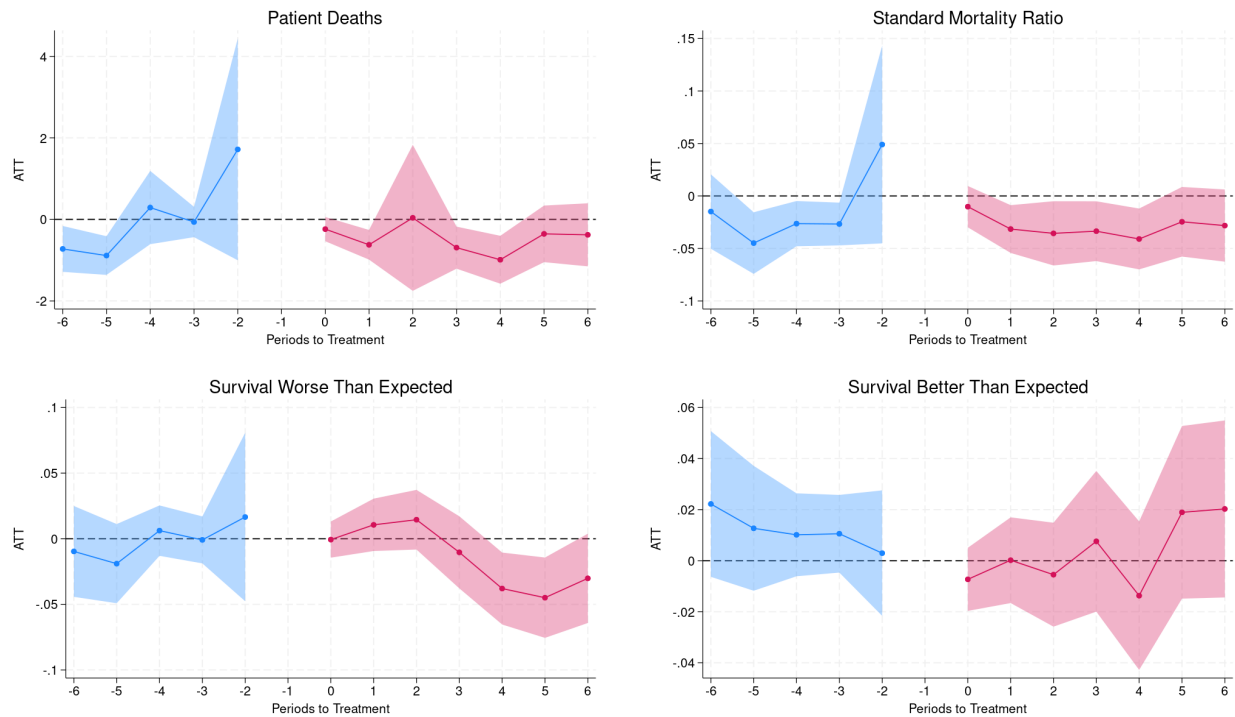 Patient Deaths
4
2
0
-2
ATT
-6 -5 -4 -3 -2 -1 0 1 2 3 4 5 6
Periods to Treatment
Standard Mortality Ratio
.15
.1
.05
0
-.05
-.1
ATT
-6 -5 -4 -3 -2 -1 0 1 2 3 4 5 6
Periods to Treatment
Survival Worse Than Expected
.1
.05
0
-.05
-.1
ATT
-6 -5 -4 -3 -2 -1 0 1 2 3 4 5 6
Periods to Treatment
Survival Better Than Expected
.06
.04
.02
0
-.02
-.04
ATT
-6 -5 -4 -3 -2 -1 0 1 2 3 4 5 6
Periods to Treatment